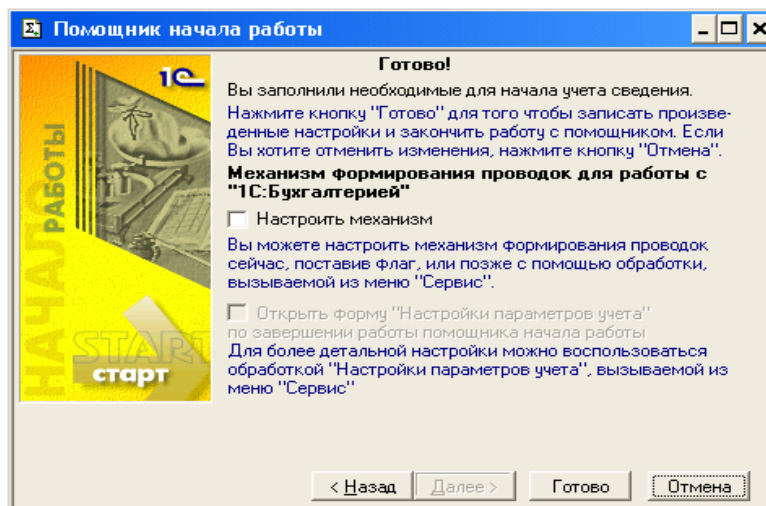 Помощник начала работы
1С
НАЧАЛО
РАБОТЫ
START
старт
Готово!
Вы заполнили необходимые для начала учета сведения.
Нажмите кнопку "Готово" для того чтобы записать произве-
денные настройки и закончить работу с помощником. Если
Вы хотите отменить изменения, нажмите кнопку "Отмена".
Механизм формирования проводок для работы с
"1С:Бухгалтерией"
Настроить механизм
Вы можете настроить механизм формирования проводок
сейчас, поставив флаг, или позже с помощью обработки,
вызываемой из меню "Сервис".
Открыть форму "Настройки параметров учета"
по завершении работы помощника начала работы
Для более детальной настройки можно воспользоваться
обработкой "Настройки параметров учета", вызываемой из
меню "Сервис"
< Назад Далее > Готово Отмена